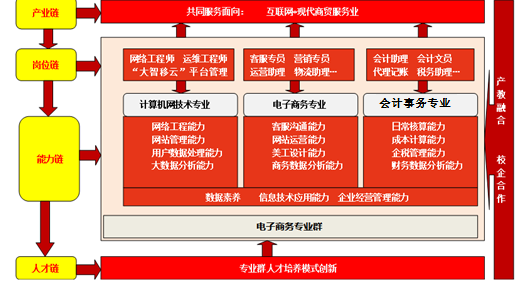 产业链
共同服务面向： 互联网+现代商贸服务业
岗位链
网络工程师 运维工程师
“大智移云”平台管理
客服专员 营销专员
运营助理 物流助理…
会计助理 会计文员
代理记账 税务助理…
计算机网技术专业
电子商务专业
会计事务专业
能力链
网络工程能力
网站管理能力
用户数据处理能力
大数据分析能力
客服沟通能力
网站运营能力
美工设计能力
商务数据分析能力
日常核算能力
成本计算能力
企税管理能力
财务数据分析能力
数据素养 信息技术应用能力 企业经营管理能力
电子商务专业群
人才链
专业群人才培养模式创新
产教融合 校企合作